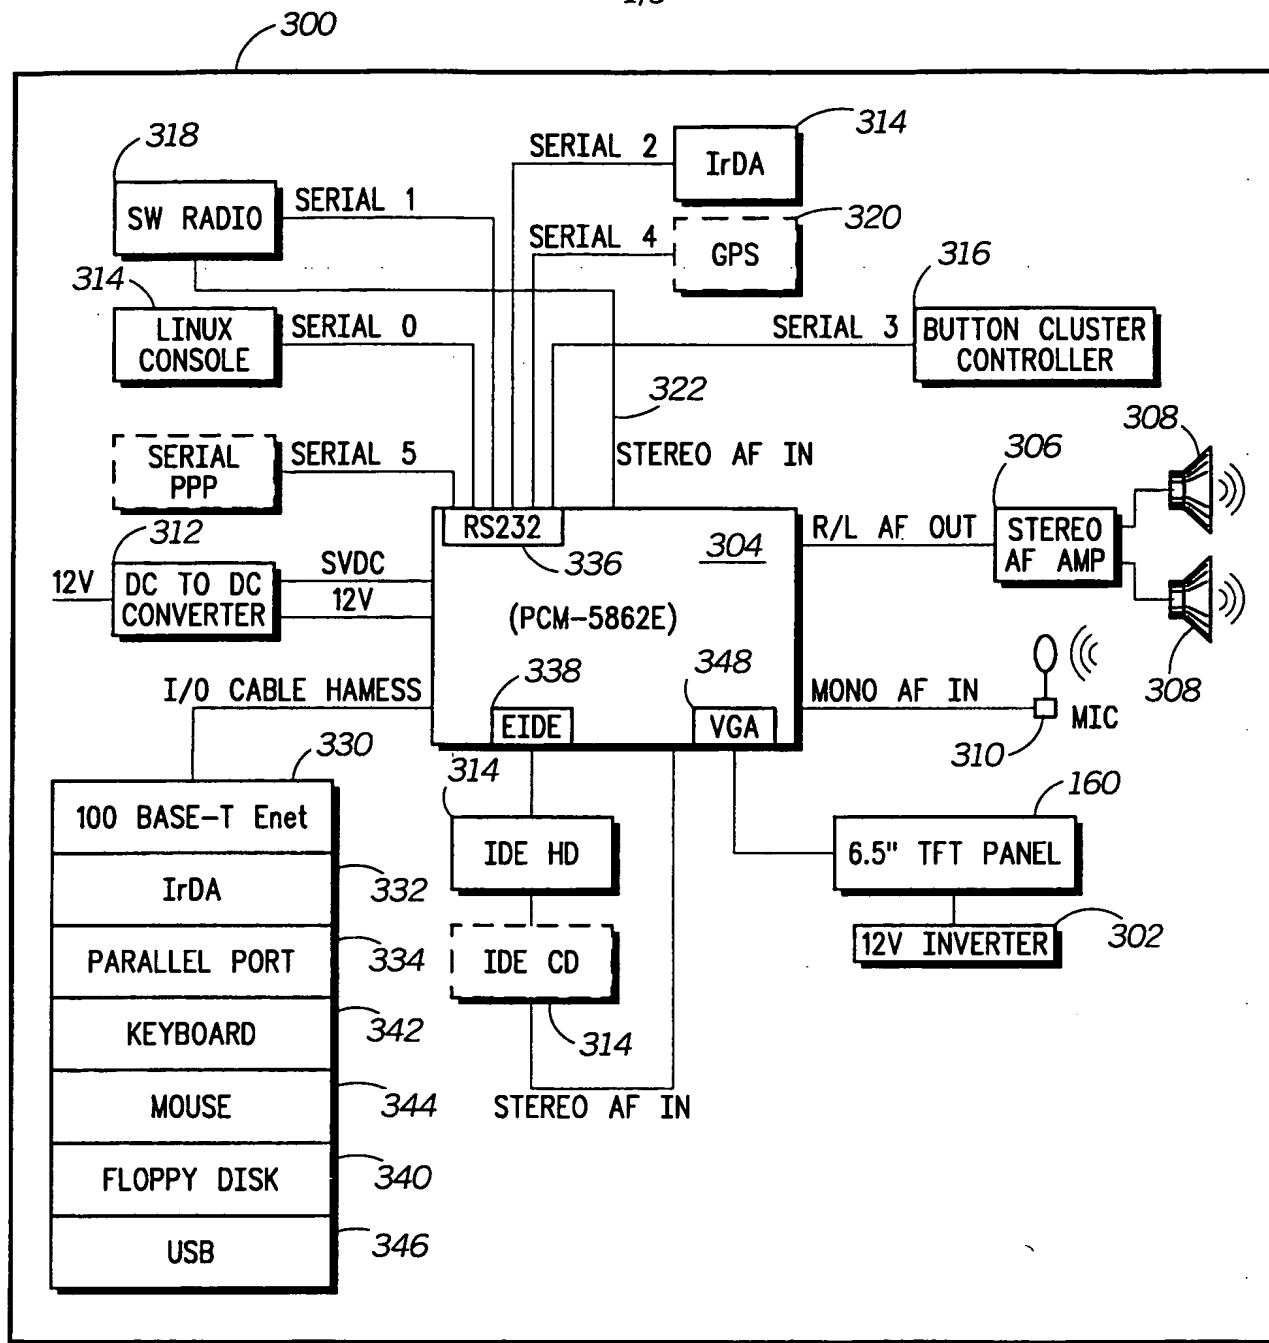 300
318
SW RADIO
SERIAL 1
SERIAL 2
IrDA
314
SERIAL 4
GPS
320
314
LINUX
CONSOLE
SERIAL 0
SERIAL 3
316
BUTTON CLUSTER
CONTROLLER
322
STEREO AF IN
SERIAL
PPP
SERIAL 5
RS232
336
304
(PCM-5862E)
R/L AF OUT
306
STEREO
AF AMP
308
308
312
12V
DC TO DC
CONVERTER
SVDC
12V
I/O CABLE HAMESS
338
EIDE
348
VGA
MONO AF IN
MIC
310
330
100 BASE-T Enet
IrDA
332
PARALLEL PORT
334
KEYBOARD
342
MOUSE
344
FLOPPY DISK
340
USB
346
314
IDE HD
IDE CD
314
STEREO AF IN
160
6.5" TFT PANEL
12V INVERTER
302